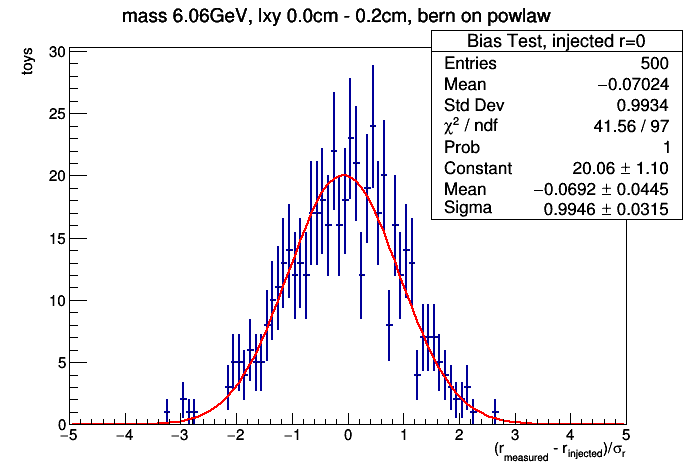 mass 6.06GeV, lxy 0.0cm - 0.2cm, bern on powlaw
Bias Test, injected r=0
Entries 500
Mean −0.07024
Std Dev 0.9934
χ² / ndf 41.56 / 97
Prob 1
Constant 20.06 ± 1.10
Mean −0.0692 ± 0.0445
Sigma 0.9946 ± 0.0315
toys
30
25
20
15
10
5
0
−5 −4 −3 −2 −1 0 1 2 3 4 5
(r_measured - r_injected)/σ_r